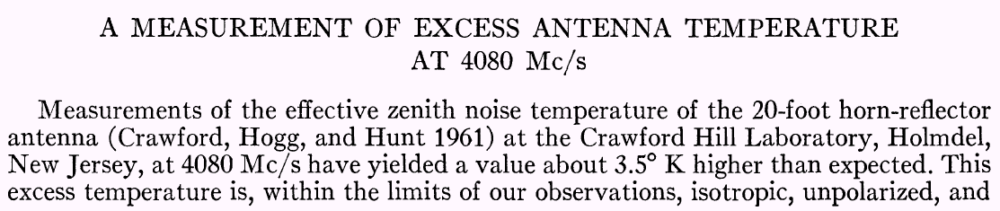 A MEASUREMENT OF EXCESS ANTENNA TEMPERATURE
AT 4080 Mc/s
Measurements of the effective zenith noise temperature of the 20-foot horn-reflector
antenna (Crawford, Hogg, and Hunt 1961) at the Crawford Hill Laboratory, Holmdel,
New Jersey, at 4080 Mc/s have yielded a value about 3.5° K higher than expected. This
excess temperature is, within the limits of our observations, isotropic, unpolarized, and